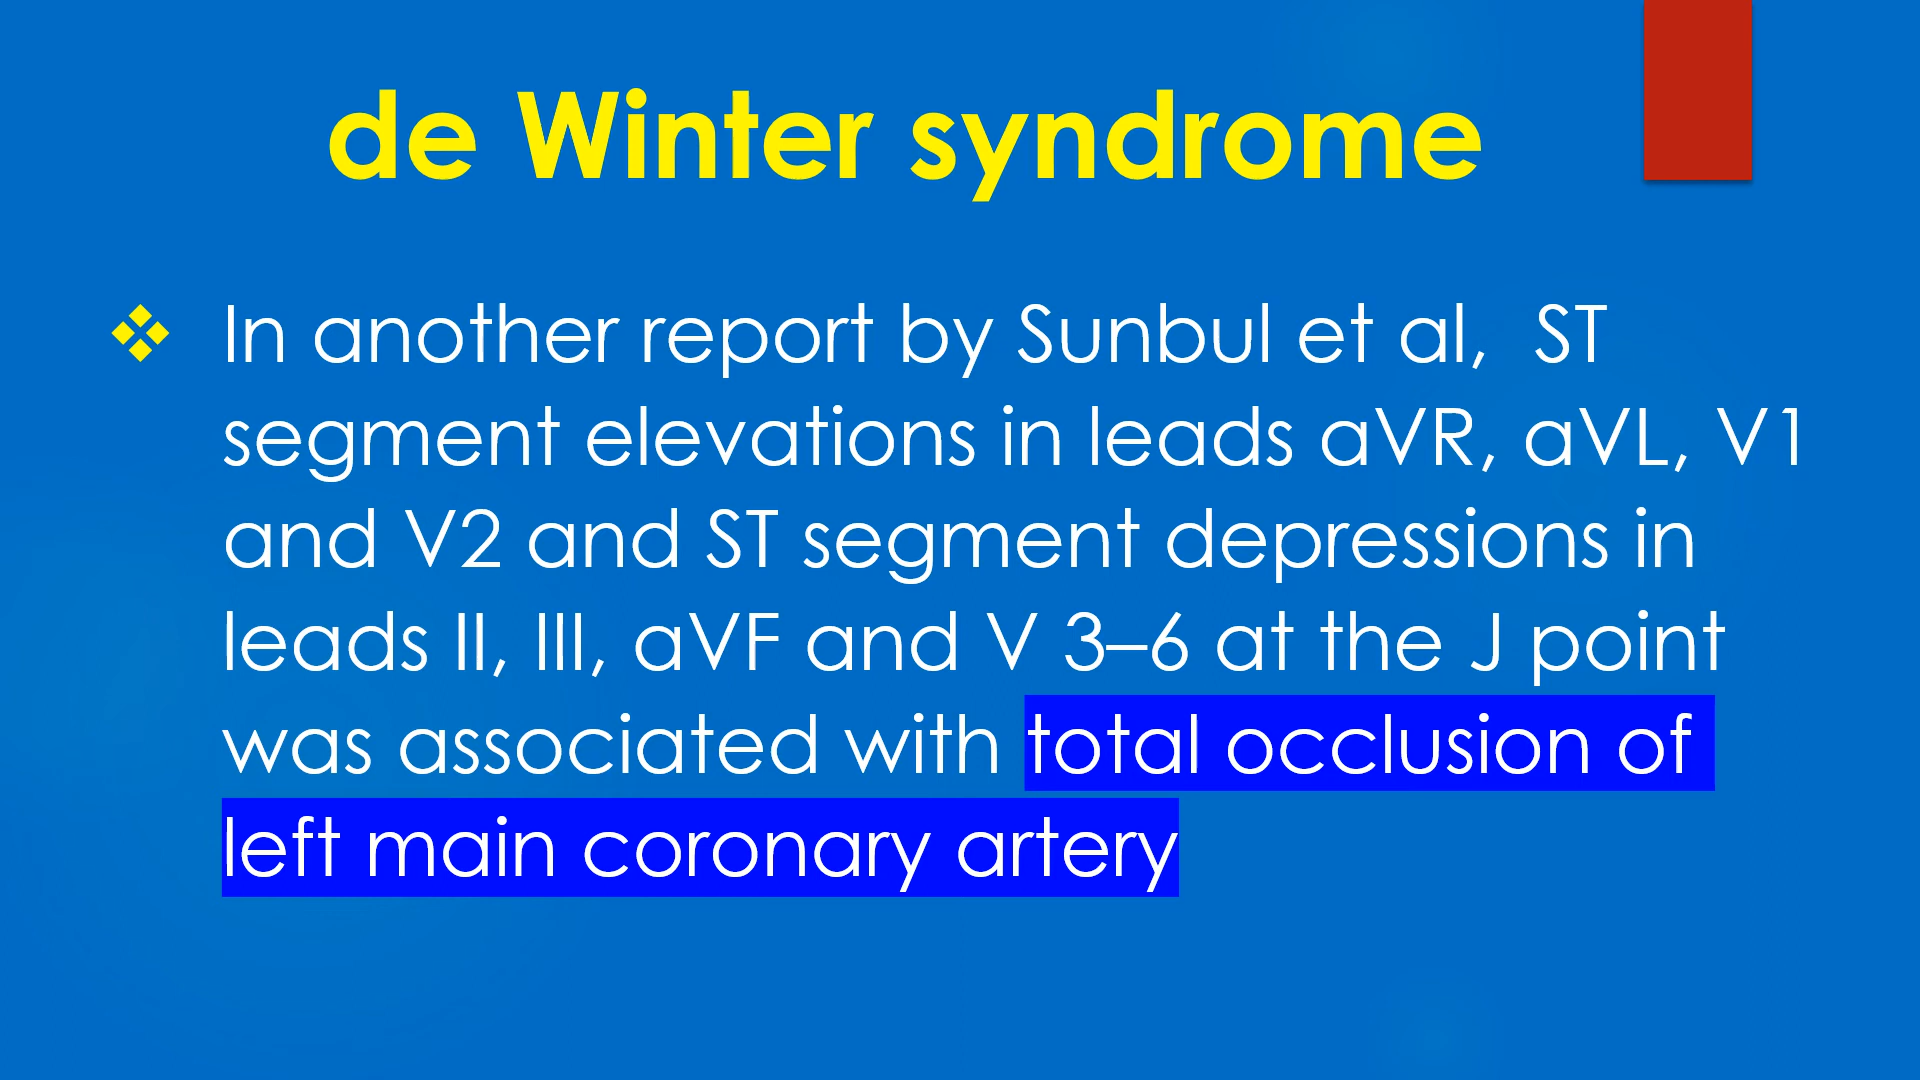 de Winter syndrome
In another report by Sunbul et al,  ST
segment elevations in leads aVR, aVL, V1
and V2 and ST segment depressions in
leads II, III, aVF and V 3–6 at the J point
was associated with total occlusion of
left main coronary artery